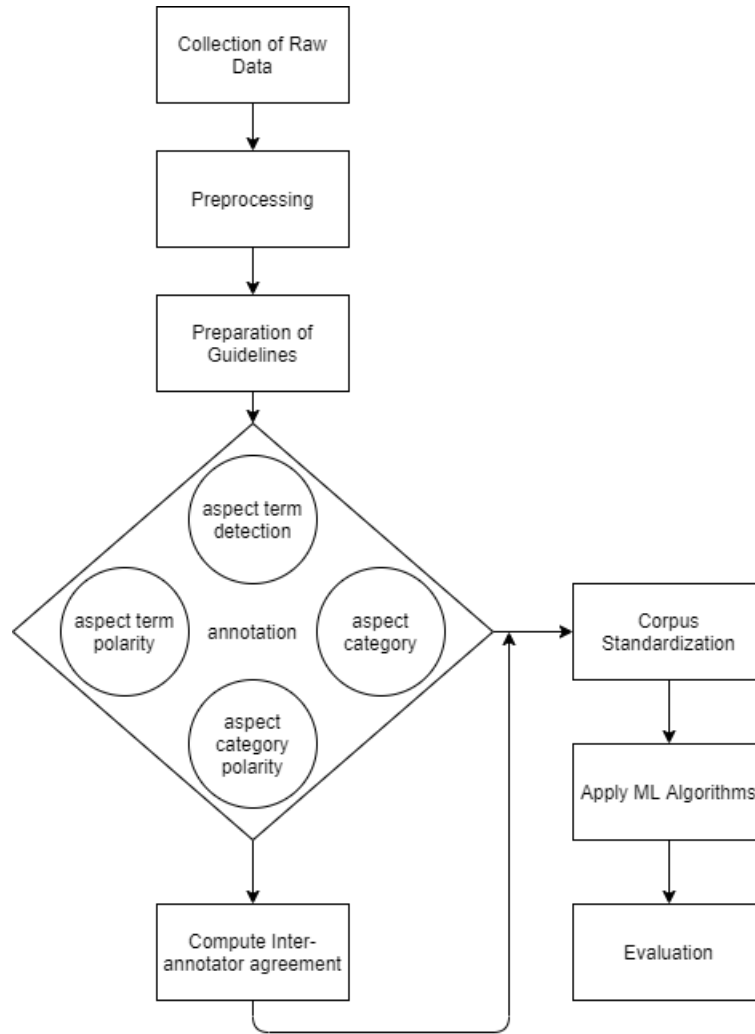 Collection of Raw
Data
Preprocessing
Preparation of
Guidelines
aspect term
detection
aspect term
polarity
annotation
aspect
category
aspect
category
polarity
Compute Inter-
annotator agreement
Corpus
Standardization
Apply ML Algorithms
Evaluation